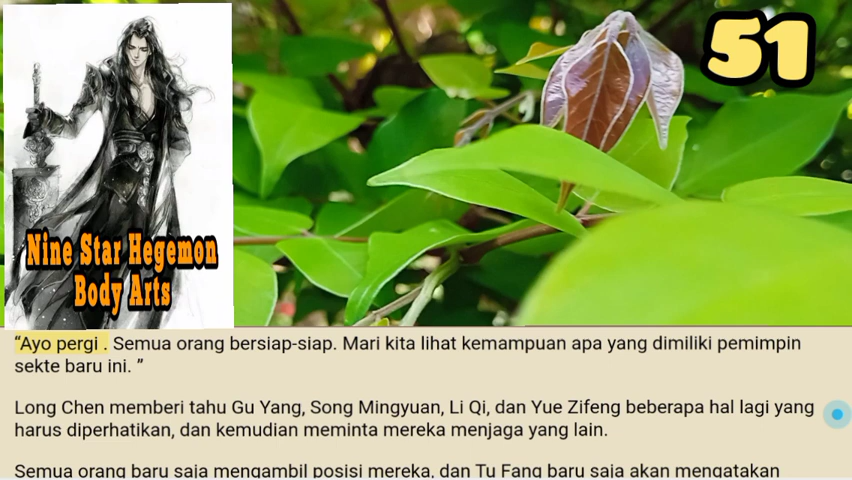 51
Nine Star Hegemon
Body Arts
“Ayo pergi . Semua orang bersiap-siap. Mari kita lihat kemampuan apa yang dimiliki pemimpin
sekte baru ini. ”
Long Chen memberi tahu Gu Yang, Song Mingyuan, Li Qi, dan Yue Zifeng beberapa hal lagi yang
harus diperhatikan, dan kemudian meminta mereka menjaga yang lain.
Semua orang baru saja mengambil posisi mereka, dan Tu Fang baru saja akan mengatakan